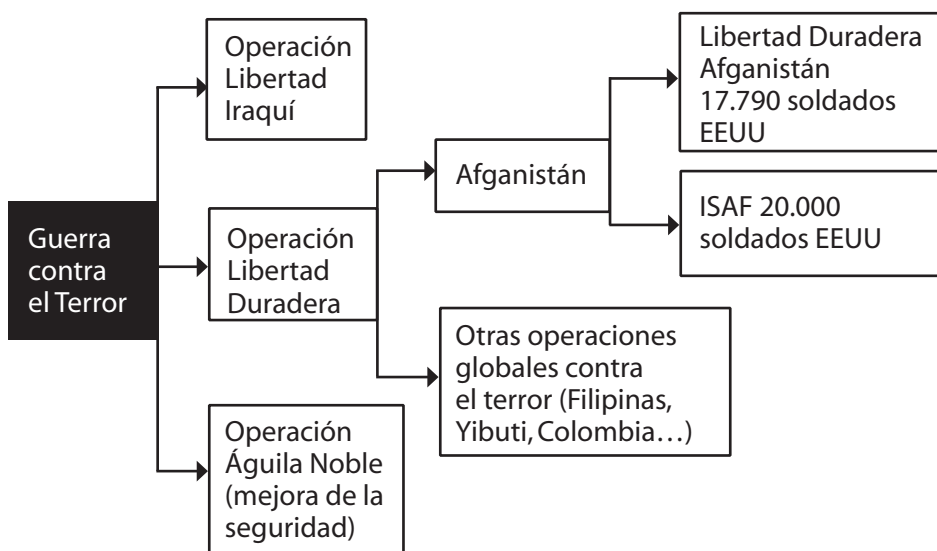 Guerra
contra
el Terror
Operación
Libertad
Iraquí
Operación
Libertad
Duradera
Operación
Águila Noble
(mejora de la
seguridad)
Afganistán
Otras operaciones
globales contra
el terror (Filipinas,
Yibuti, Colombia…)
Libertad Duradera
Afganistán
17.790 soldados
EEUU
ISAF 20.000
soldados EEUU